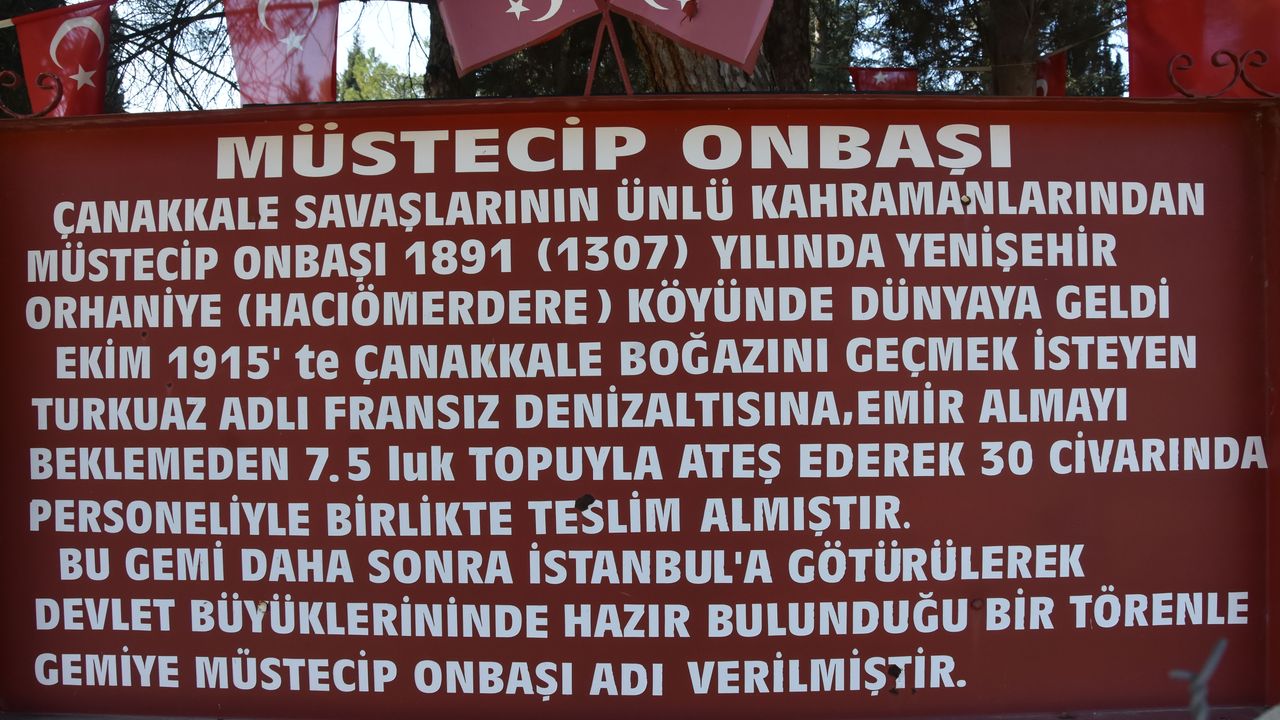 MÜSTECİP ONBAŞI
ÇANAKKALE SAVAŞLARININ ÜNLÜ KAHRAMANLARINDAN
MÜSTECİP ONBAŞI 1891 (1307) YILINDA YENİŞEHİR
ORHANİYE (HACIÖMERDERE) KÖYÜNDE DÜNYAYA GELDİ
EKİM 1915' te ÇANAKKALE BOĞAZINI GEÇMEK İSTEYEN
TURKUAZ ADLI FRANSIZ DENİZALTISINA,EMİR ALMAYI
BEKLEMEDEN 7.5 luk TOPUYLA ATEŞ EDEREK 30 CİVARINDA
PERSONELİYLE BİRLİKTE TESLİM ALMIŞTIR.
BU GEMİ DAHA SONRA İSTANBUL'A GÖTÜRÜLEREK
DEVLET BÜYÜKLERİNİNDE HAZIR BULUNDUĞU BİR TÖRENLE
GEMİYE MÜSTECİP ONBAŞI ADI VERİLMİŞTİR.